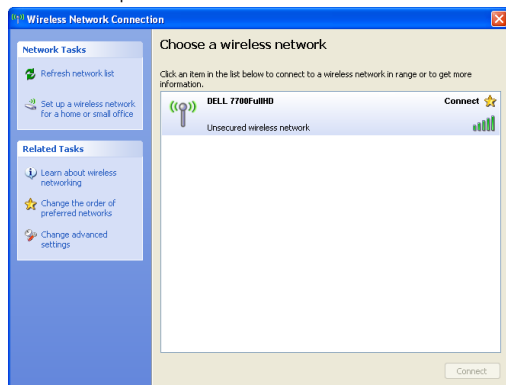 Wireless Network Connection
Network Tasks
Refresh network list
Set up a wireless network
for a home or small office
Related Tasks
Learn about wireless
networking
Change the order of
preferred networks
Change advanced
settings
Choose a wireless network
Click an item in the list below to connect to a wireless network in range or to get more
information.
DELL 7700FullHD
Connect
Unsecured wireless network
Connect